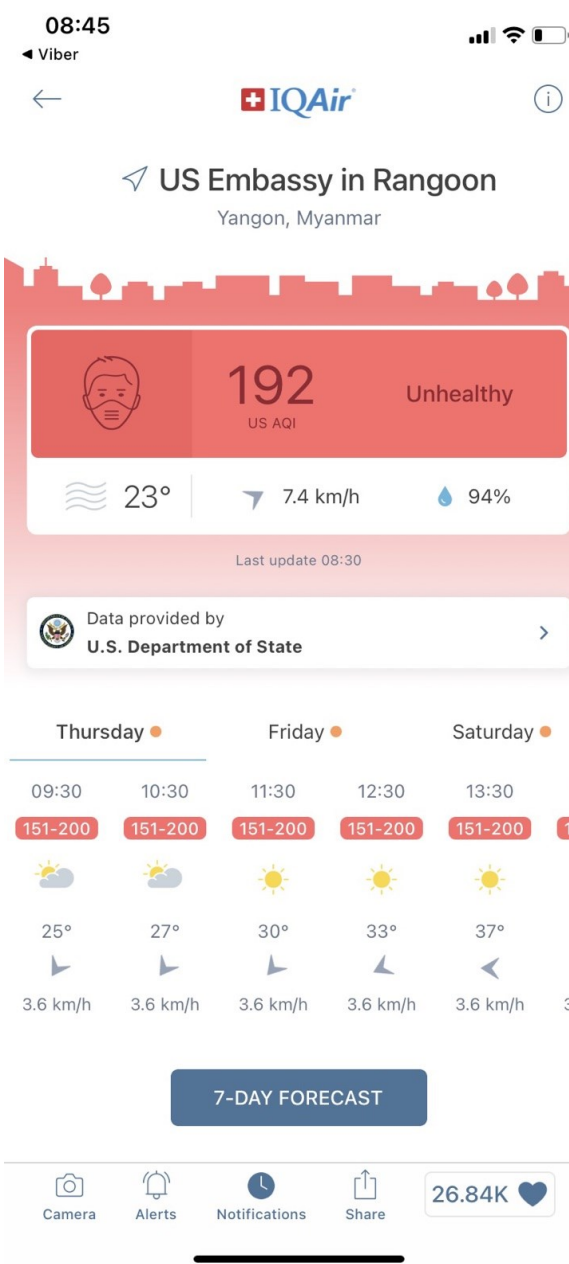 08:45
◀ Viber
IQAir
US Embassy in Rangoon
Yangon, Myanmar
192
US AQI
Unhealthy
23°
7.4 km/h
94%
Last update 08:30
Data provided by
U.S. Department of State
Thursday Friday Saturday
09:30 10:30 11:30 12:30 13:30
151-200 151-200 151-200 151-200 151-200
25° 27° 30° 33° 37°
3.6 km/h 3.6 km/h 3.6 km/h 3.6 km/h 3.6 km/h
7-DAY FORECAST
26.84K
Camera Alerts Notifications Share